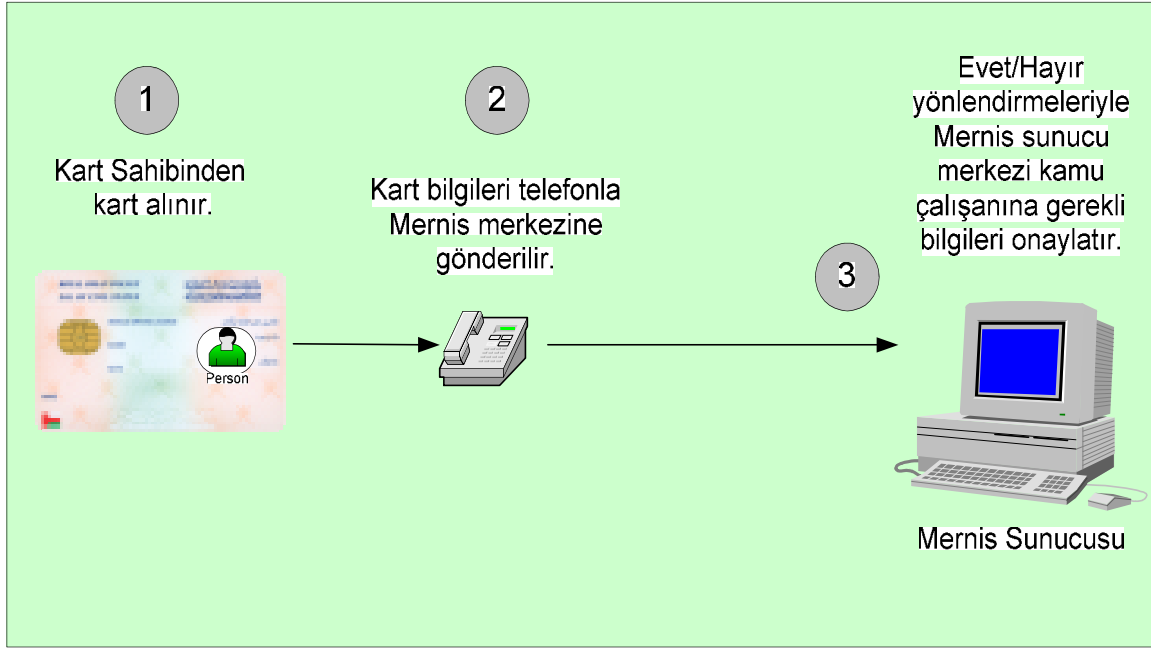 1
Kart Sahibinden
kart alınır.
2
Kart bilgileri telefonla
Mernis merkezine
gönderilir.
3
Evet/Hayır
yönlendirmeleriyle
Mernis sunucu
merkezi kamu
çalışanına gerekli
bilgileri onaylatır.
Person
Mernis Sunucusu